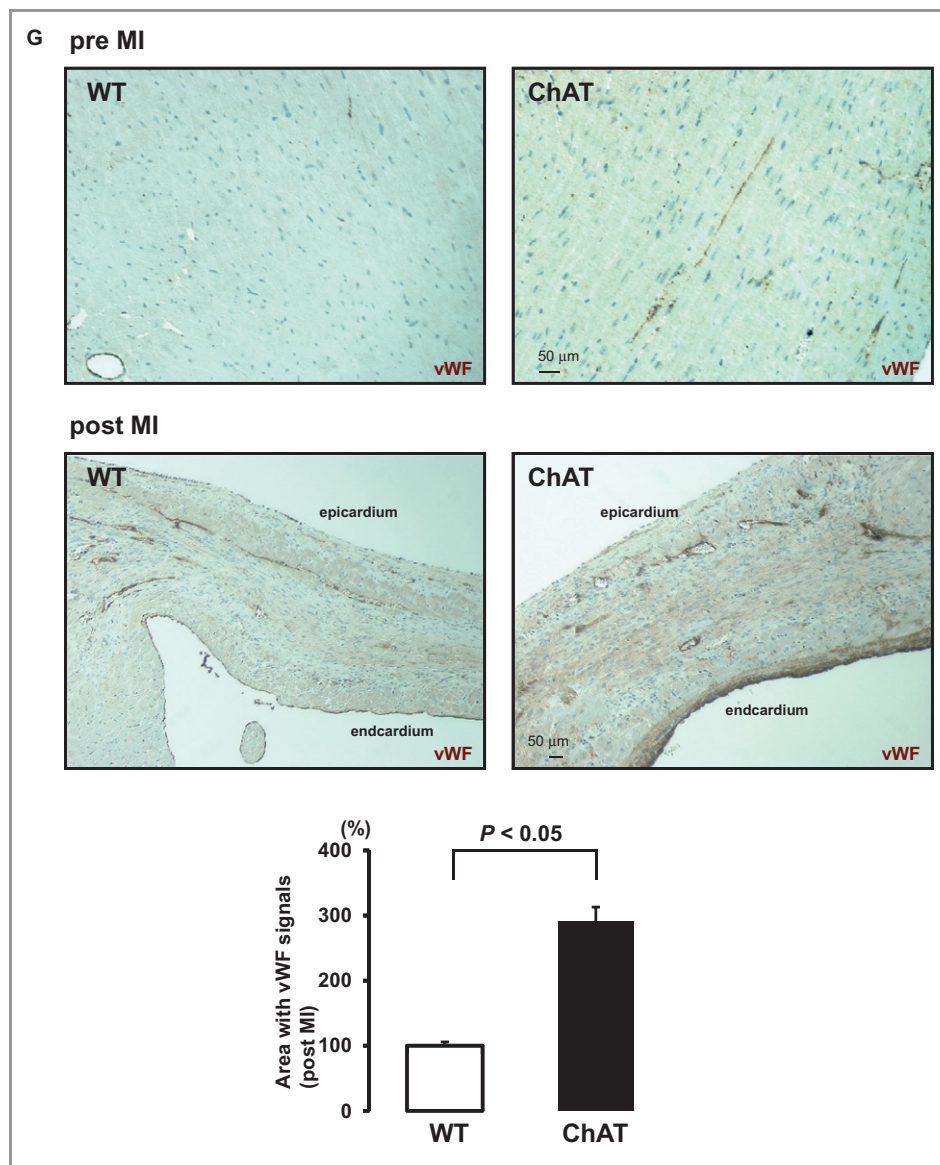 G pre MI
WT
ChAT
vWF
50 μm
vWF
post MI
WT
epicardium
endcardium
vWF
ChAT
epicardium
endcardium
50 μm
vWF
(%)
P < 0.05
400
300
200
100
0
Area with vWF signals
(post MI)
WT
ChAT